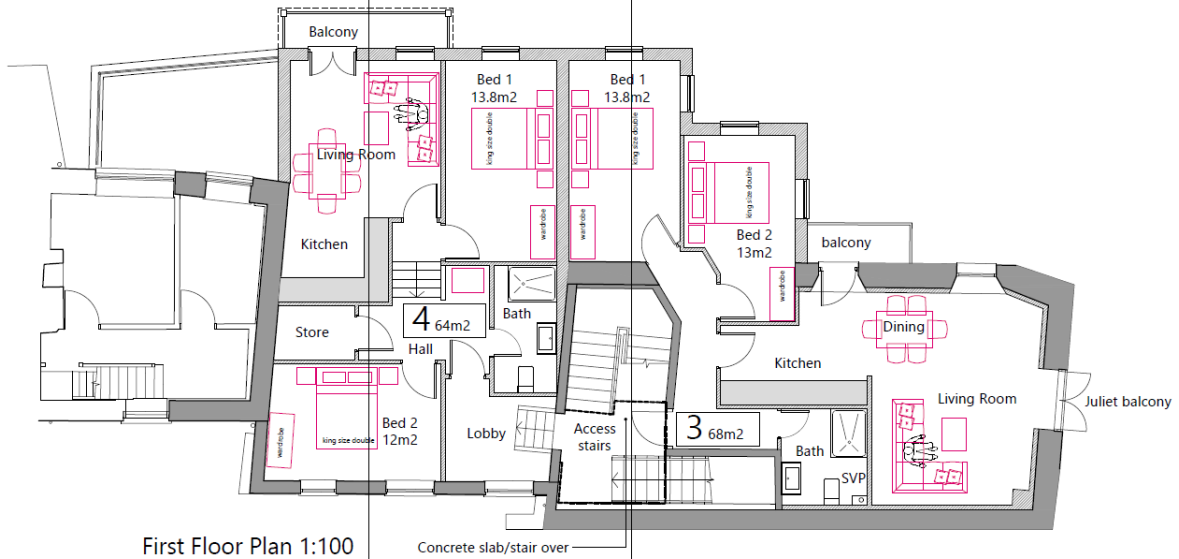 Balcony
Bed 1
13.8m2
Bed 1
13.8m2
king size double
king size double
Living Room
king size double
wardrobe
wardrobe
Kitchen
Bed 2
13m2
balcony
wardrobe
Bath
4 64m2
Store
Hall
Dining
Kitchen
Bed 2
12m2
king size double
wardrobe
Lobby
Access
stairs
3 68m2
Living Room
Juliet balcony
Bath
SVP
First Floor Plan 1:100
Concrete slab/stair over